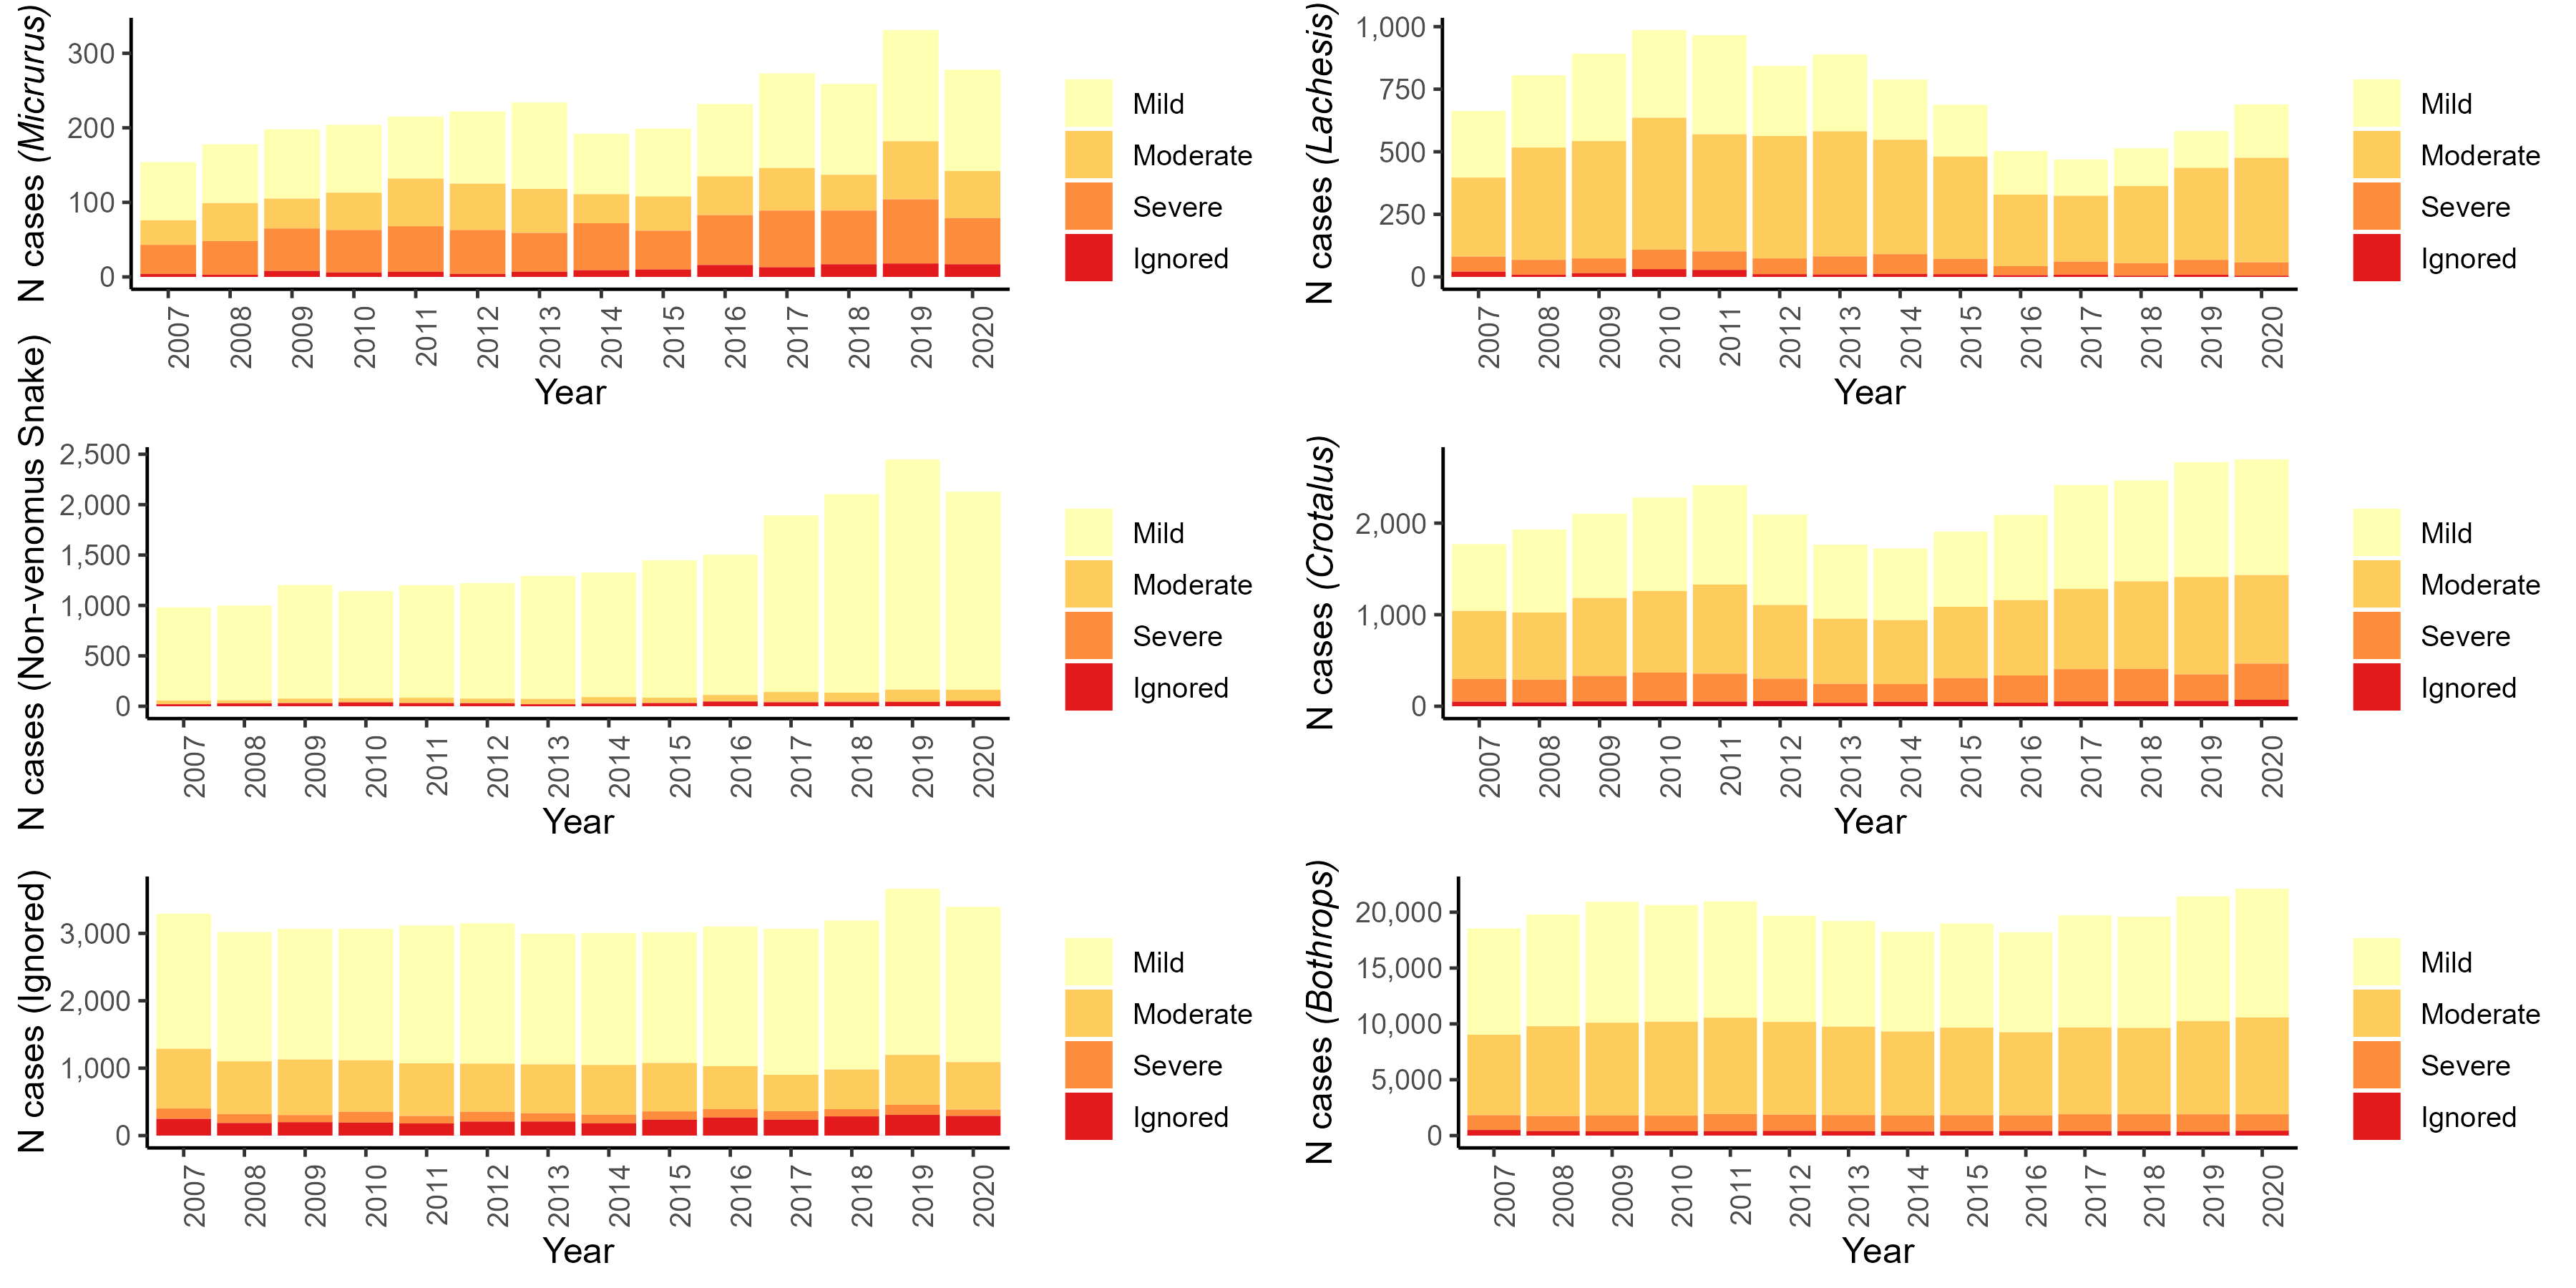 N cases (Micrurus)
300
200
100
0
2007 2008 2009 2010 2011 2012 2013 2014 2015 2016 2017 2018 2019 2020
Year
Mild
Moderate
Severe
Ignored
N cases (Lachesis)
1,000
750
500
250
0
2007 2008 2009 2010 2011 2012 2013 2014 2015 2016 2017 2018 2019 2020
Year
Mild
Moderate
Severe
Ignored
N cases (Non-venomus Snake)
2,500
2,000
1,500
1,000
500
0
2007 2008 2009 2010 2011 2012 2013 2014 2015 2016 2017 2018 2019 2020
Year
Mild
Moderate
Severe
Ignored
N cases (Crotalus)
2,000
1,000
0
2007 2008 2009 2010 2011 2012 2013 2014 2015 2016 2017 2018 2019 2020
Year
Mild
Moderate
Severe
Ignored
N cases (Ignored)
3,000
2,000
1,000
0
2007 2008 2009 2010 2011 2012 2013 2014 2015 2016 2017 2018 2019 2020
Year
Mild
Moderate
Severe
Ignored
N cases (Bothrops)
20,000
15,000
10,000
5,000
0
2007 2008 2009 2010 2011 2012 2013 2014 2015 2016 2017 2018 2019 2020
Year
Mild
Moderate
Severe
Ignored